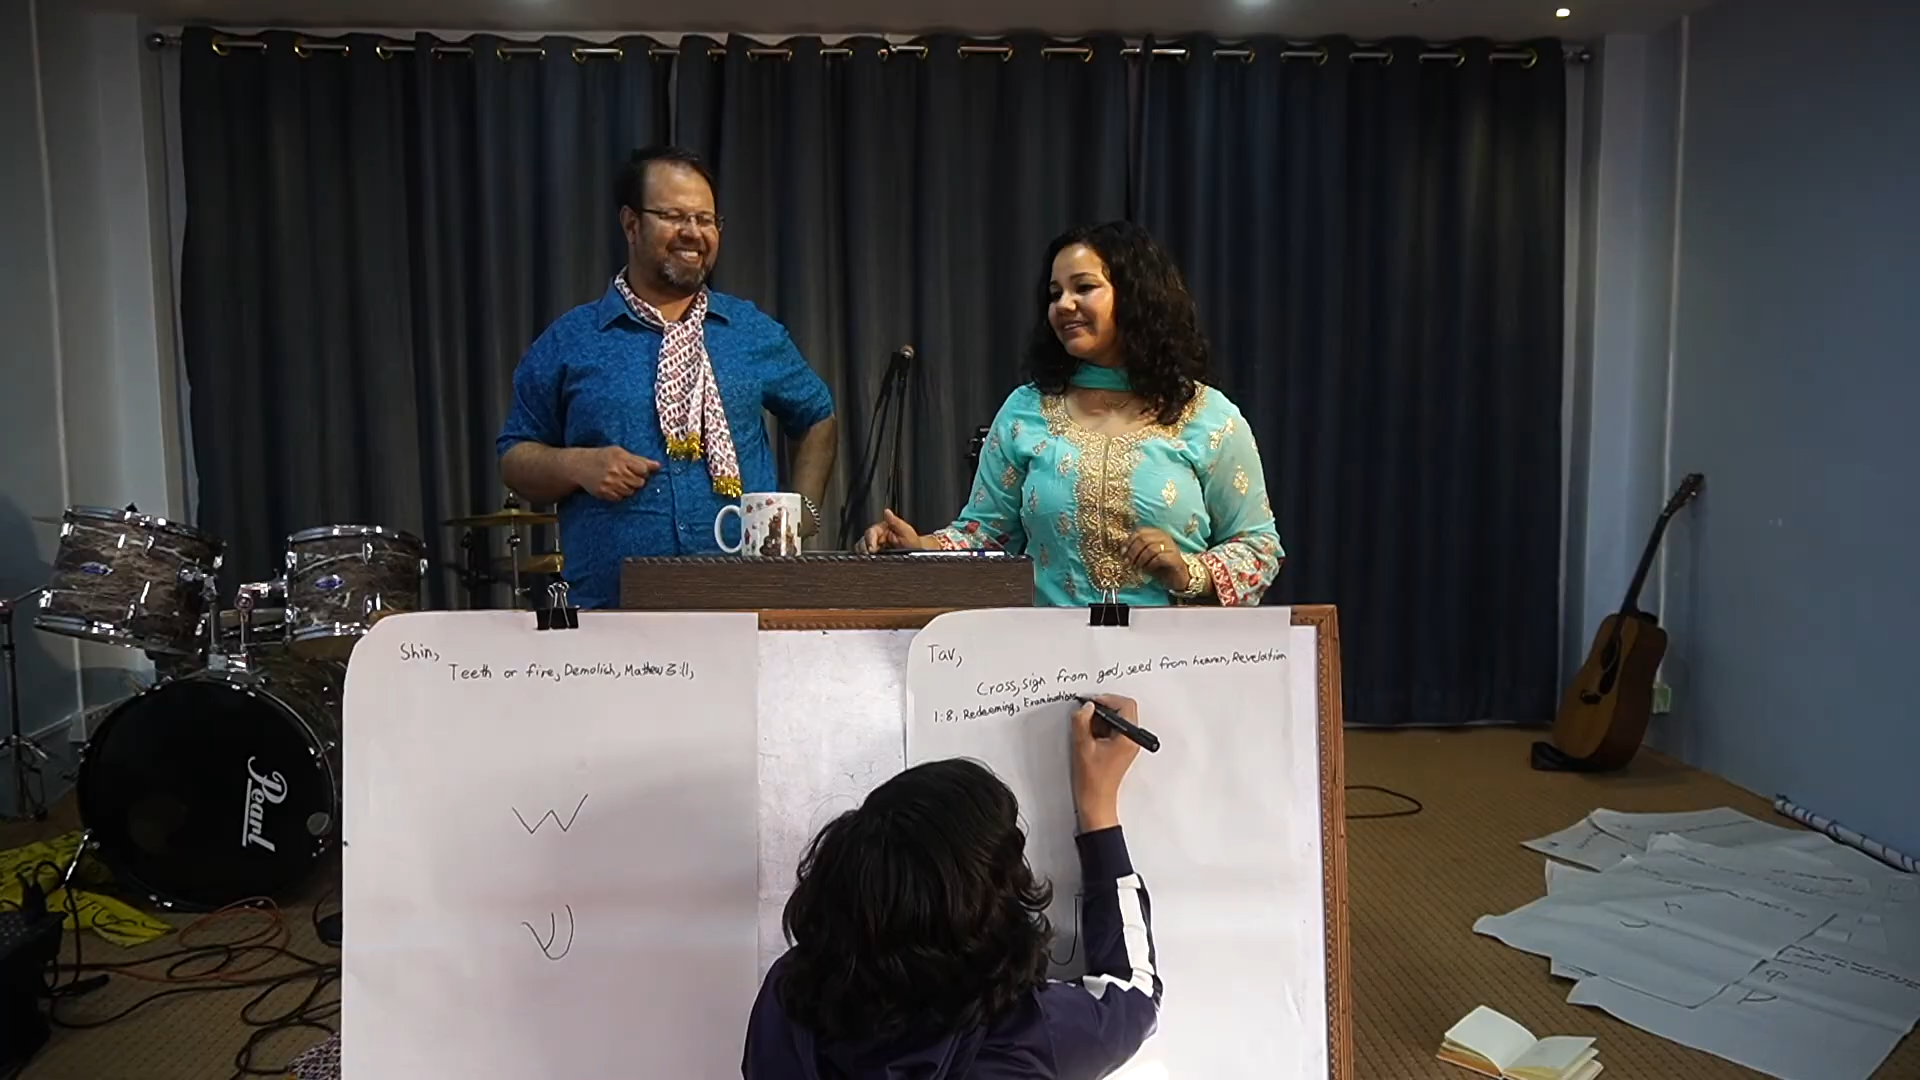 Shin,
Teeth or fire, Demolish, Mathew 3:11,
ש
Tav,
Cross, sign from god, seed from heaven, Revelation
1:8, Redeeming, Examination
Pearl